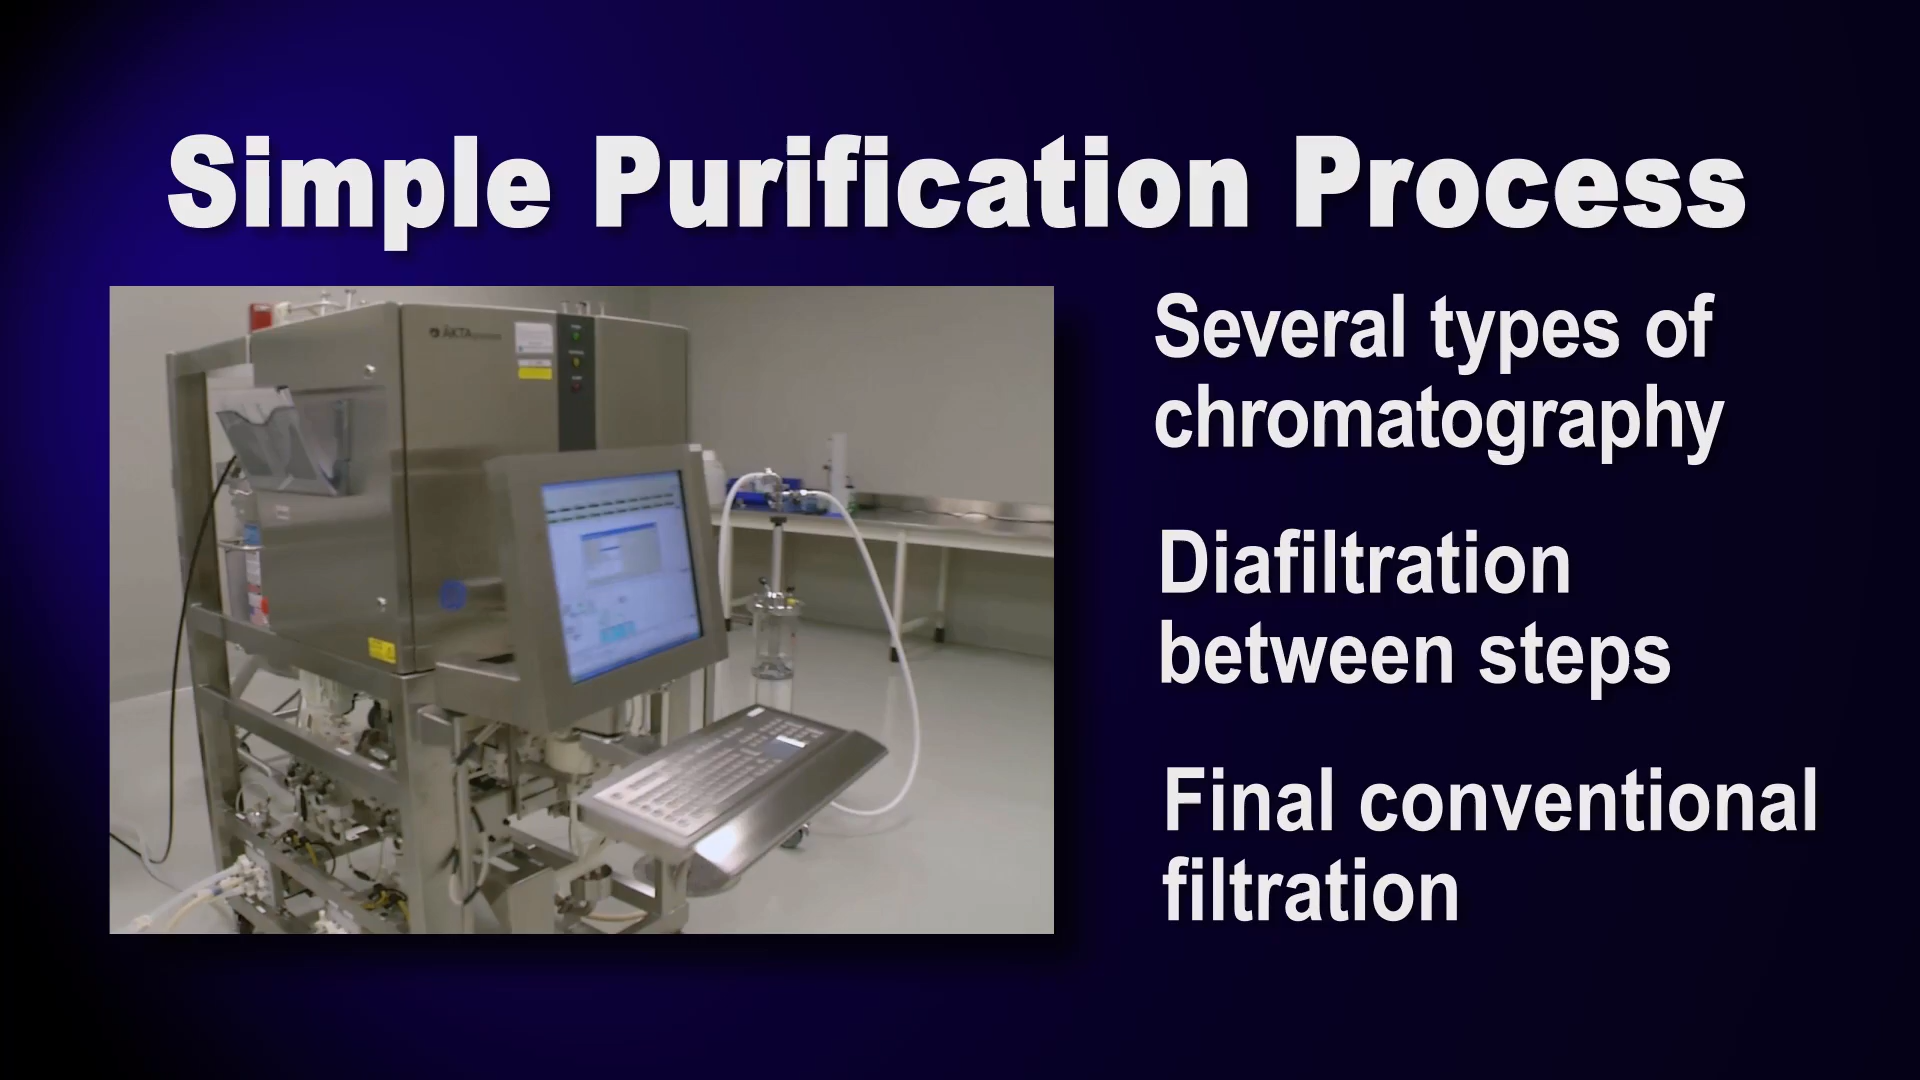 Simple Purification Process
ÄKTA
Several types of
chromatography
Diafiltration
between steps
Final conventional
filtration